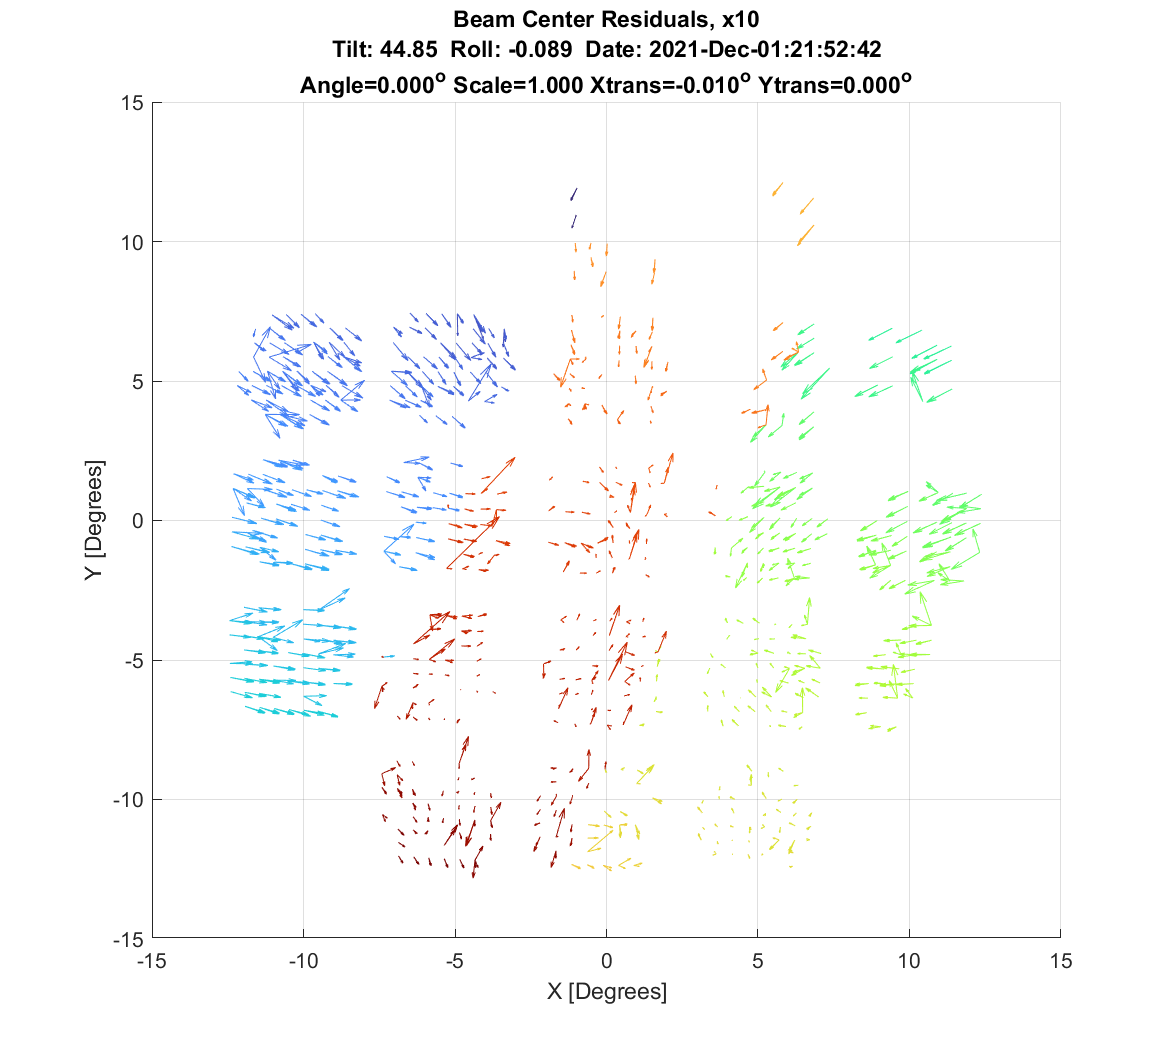 Beam Center Residuals, x10
Tilt: 44.85 Roll: -0.089 Date: 2021-Dec-01:21:52:42
Angle=0.000° Scale=1.000 Xtrans=-0.010° Ytrans=0.000°
15
10
5
0
-5
-10
-15
Y [Degrees]
-15
-10
-5
0
5
10
15
X [Degrees]